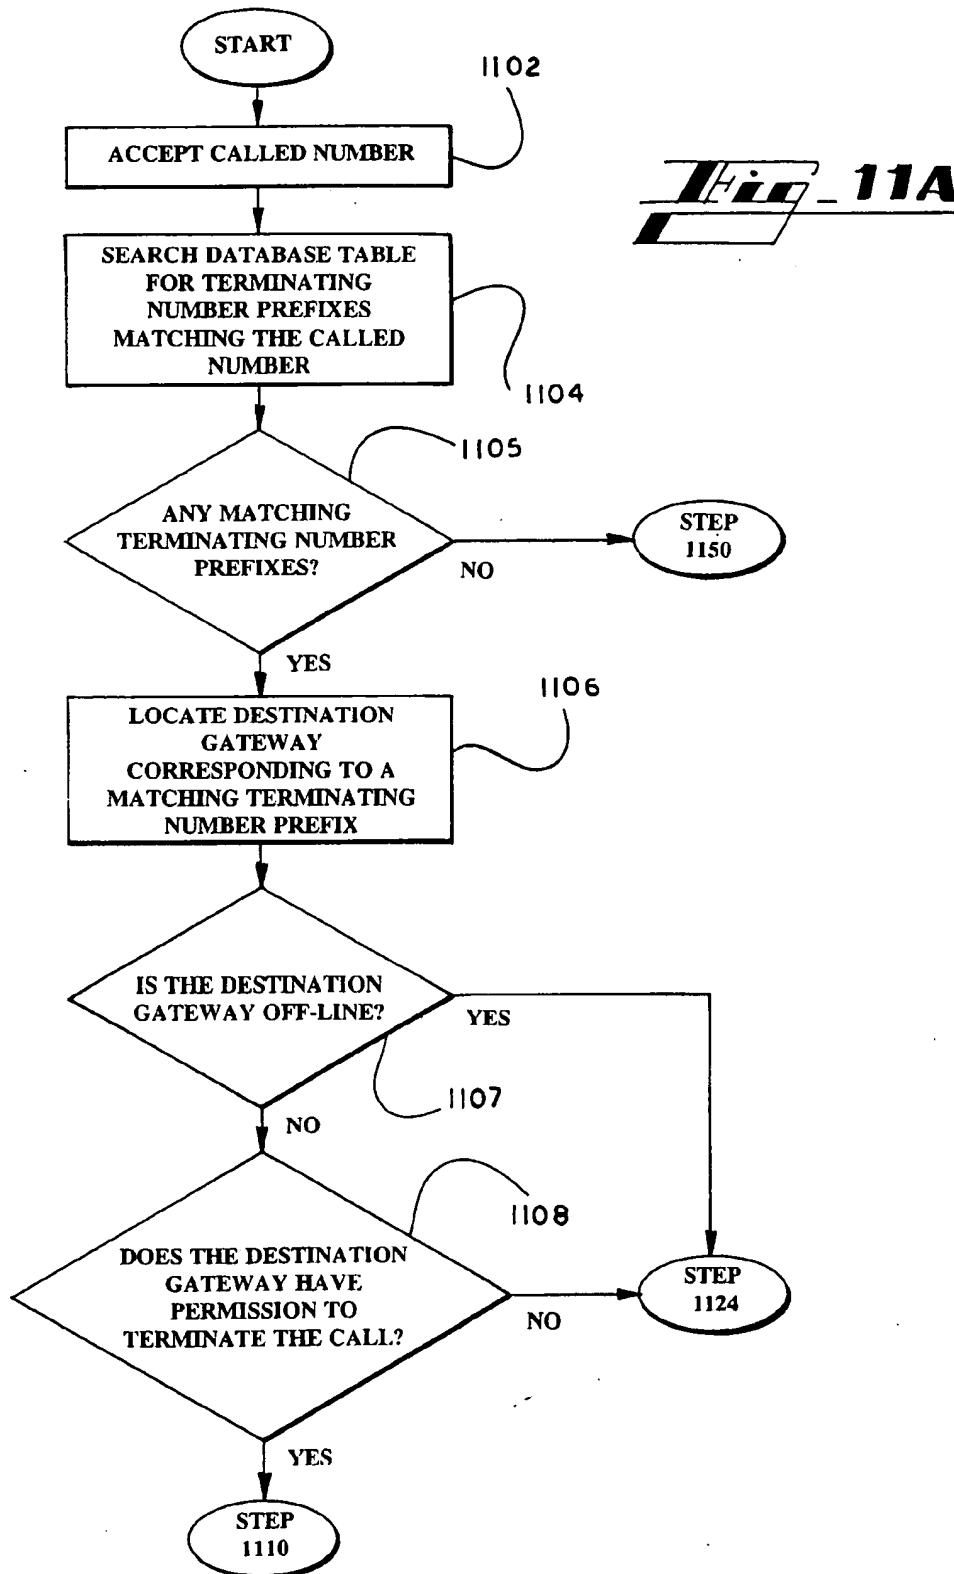 START
1102
ACCEPT CALLED NUMBER
Fig_11A
SEARCH DATABASE TABLE
FOR TERMINATING
NUMBER PREFIXES
MATCHING THE CALLED
NUMBER
1104
1105
ANY MATCHING
TERMINATING NUMBER
PREFIXES?
NO
STEP
1150
YES
1106
LOCATE DESTINATION
GATEWAY
CORRESPONDING TO A
MATCHING TERMINATING
NUMBER PREFIX
IS THE DESTINATION
GATEWAY OFF-LINE?
YES
1107
NO
1108
DOES THE DESTINATION
GATEWAY HAVE
PERMISSION TO
TERMINATE THE CALL?
NO
STEP
1124
YES
STEP
1110